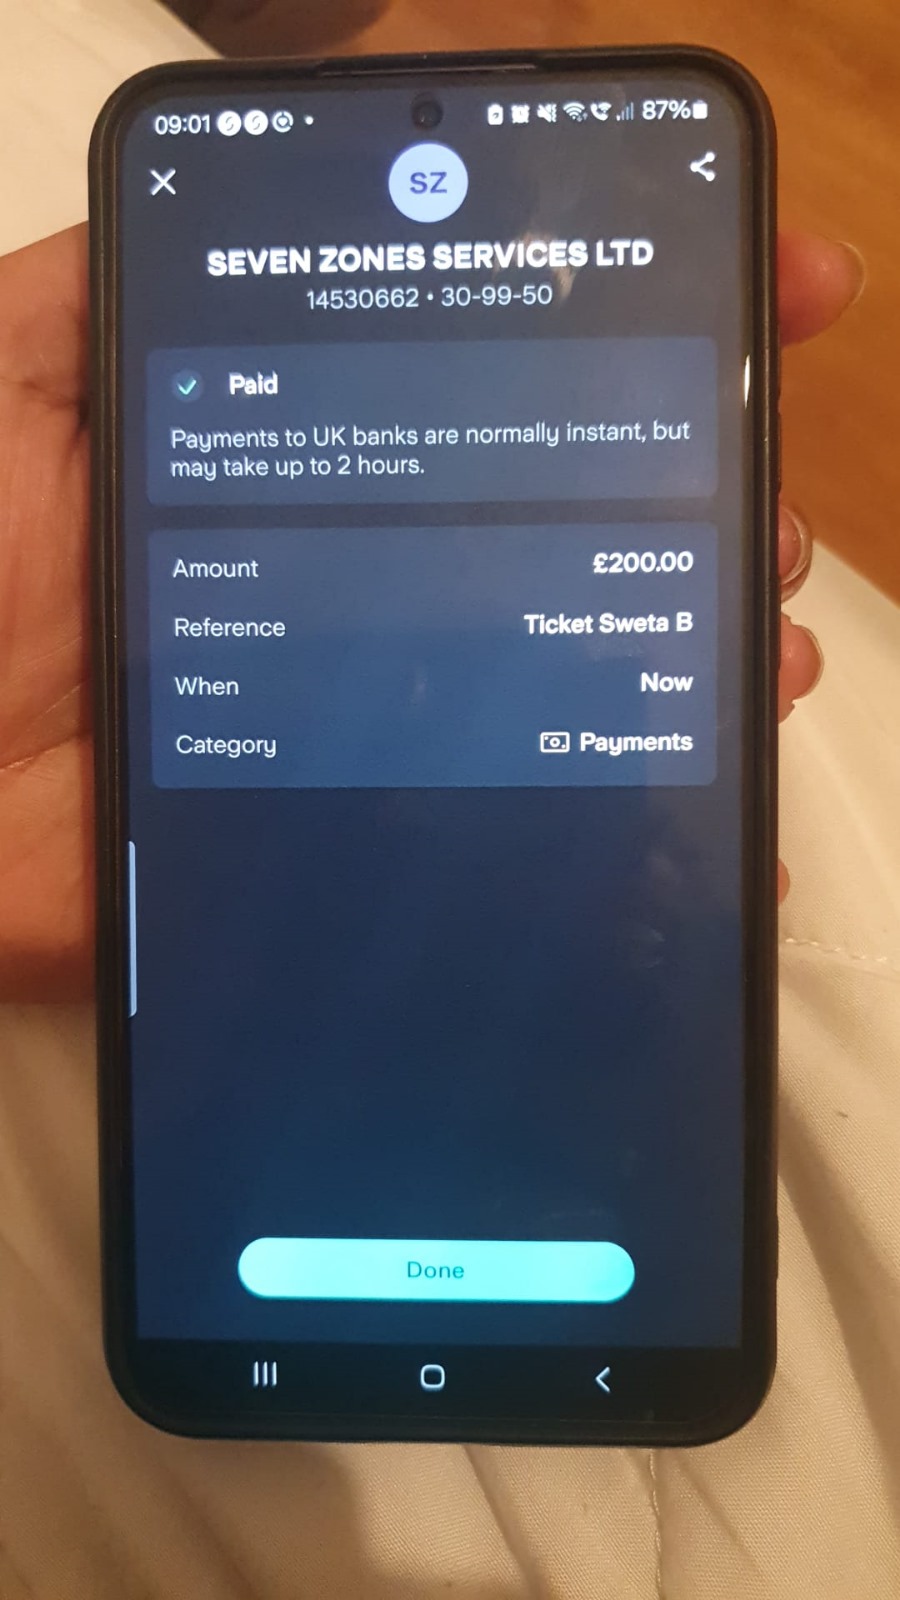 09:01
87%
SZ
SEVEN ZONES SERVICES LTD
14530662 • 30-99-50
Paid
Payments to UK banks are normally instant, but
may take up to 2 hours.
Amount £200.00
Reference Ticket Sweta B
When Now
Category Payments
Done